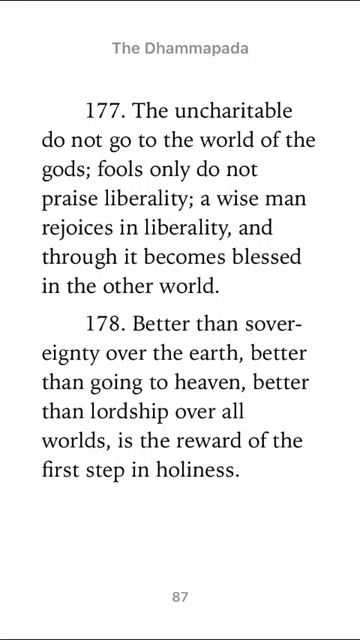 The Dhammapada
177. The uncharitable
do not go to the world of the
gods; fools only do not
praise liberality; a wise man
rejoices in liberality, and
through it becomes blessed
in the other world.
178. Better than sover-
eignty over the earth, better
than going to heaven, better
than lordship over all
worlds, is the reward of the
first step in holiness.
87